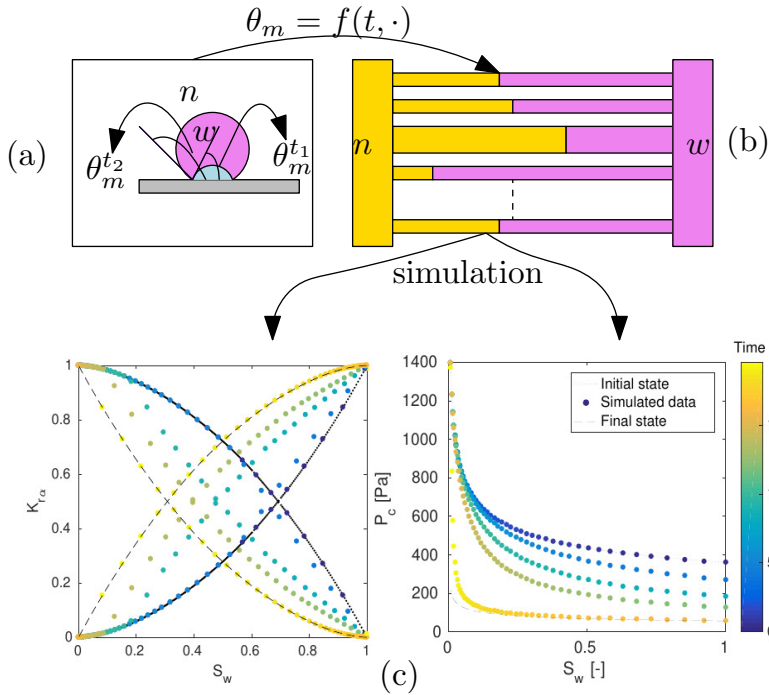 θ_m = f(t, ·)
(a)
n
w
θ_m^{t_2}
θ_m^{t_1}
n
w
(b)
simulation
K_{rα}
1
0.8
0.6
0.4
0.2
0
0 0.2 0.4 0.6 0.8 1
S_w
P_c [Pa]
1400
1200
1000
800
600
400
200
0
0 0.5 1
S_w [-]
Initial state
Simulated data
Final state
Time
(c)